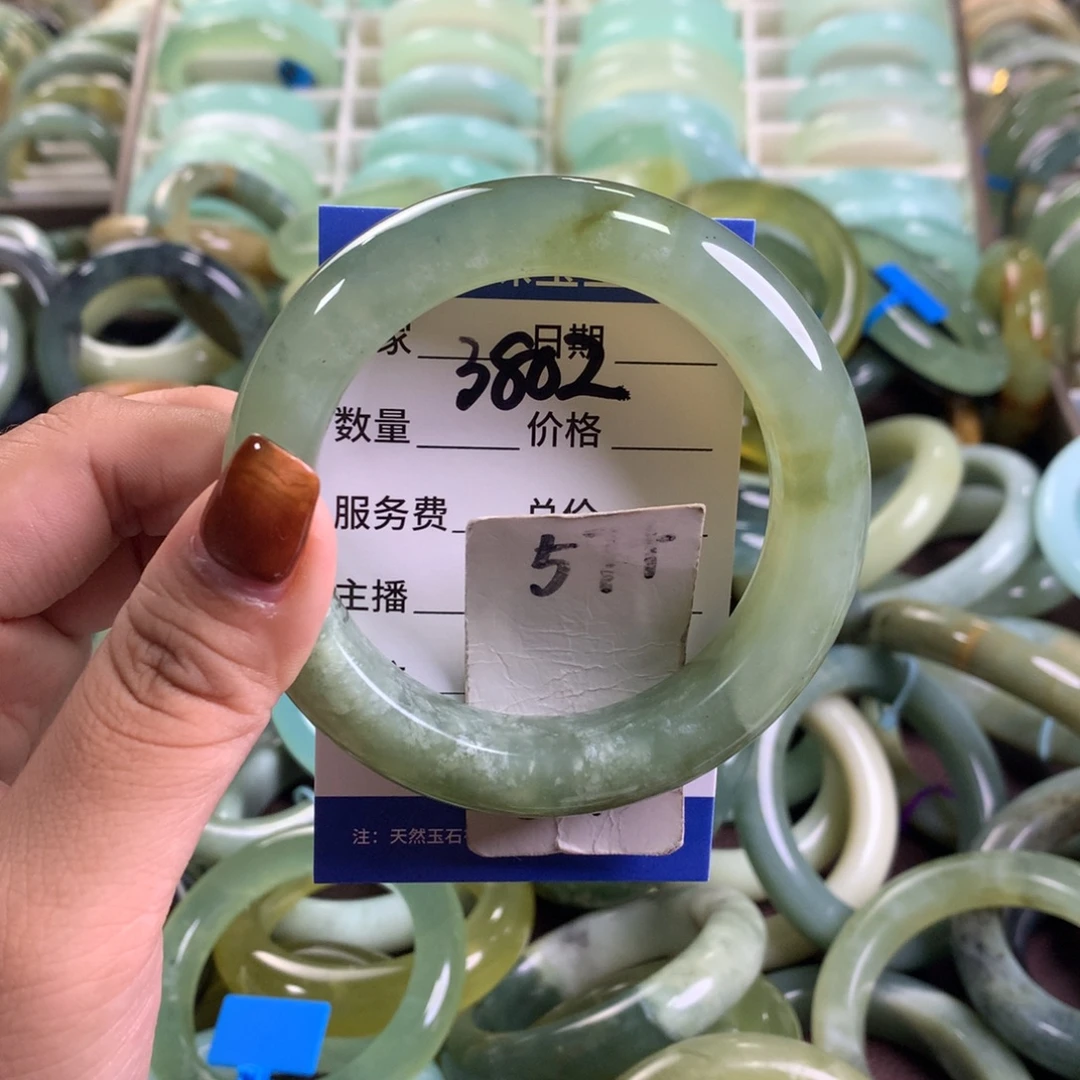 家 日期
3802
数量 价格
服务费 总价
5
主播
注：天然玉石